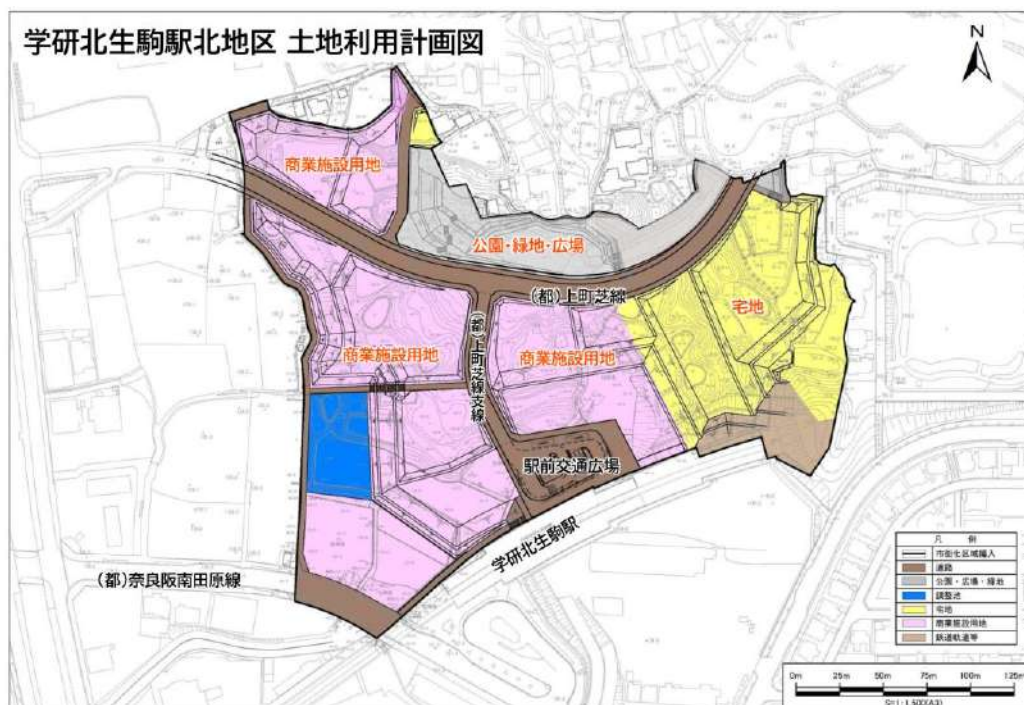 学研北生駒駅北地区 土地利用計画図
N
商業施設用地
公園・緑地・広場
(都)上町芝線
宅地
商業施設用地
(都)上町芝線支線
商業施設用地
駅前交通広場
学研北生駒駅
(都)奈良阪南田原線
凡 例
市街化区域編入
道路
公園・広場・緑地
調整池
宅地
商業施設用地
鉄道軌道等
0m 25m 50m 75m 100m 125m
S=1:1,500(A3)